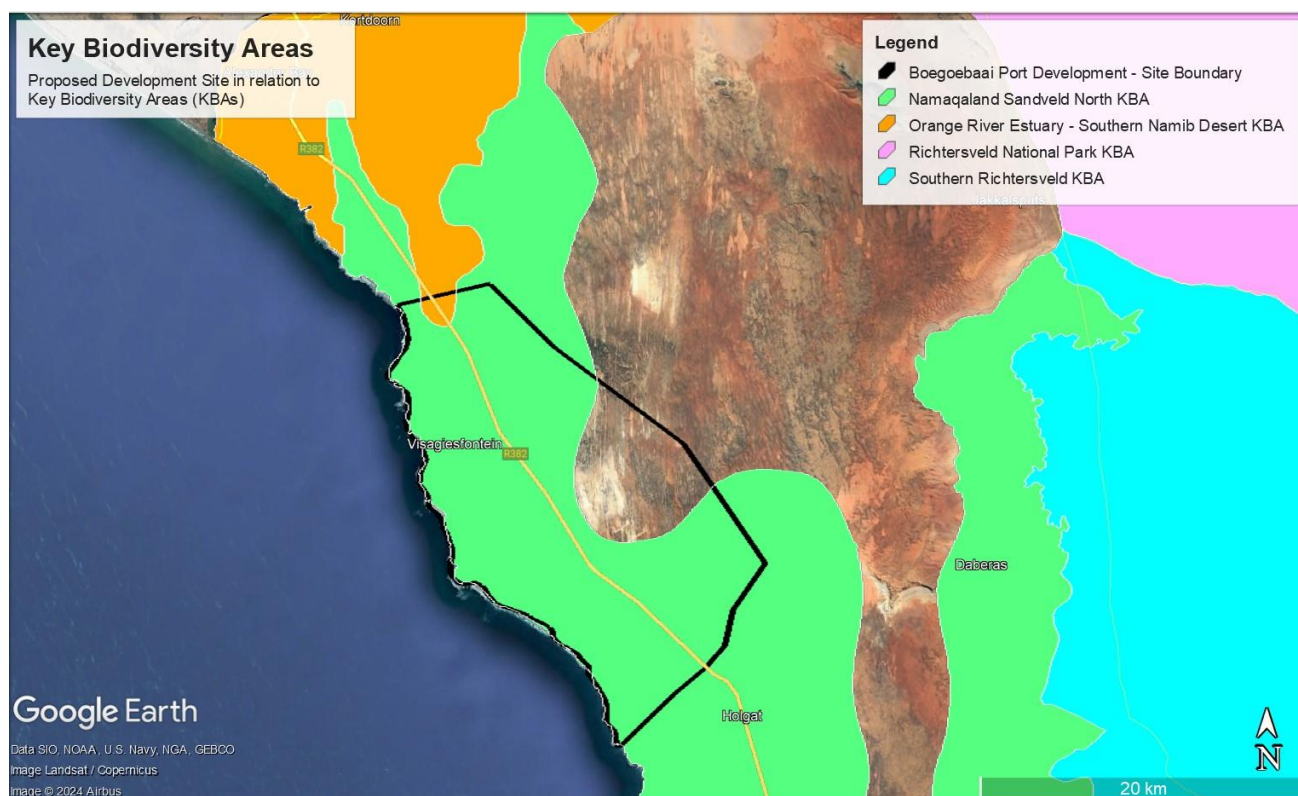 Key Biodiversity Areas
Proposed Development Site in relation to
Key Biodiversity Areas (KBAs)
Legend
Boegoebaai Port Development - Site Boundary
Namaqaland Sandveld North KBA
Orange River Estuary - Southern Namib Desert KBA
Richtersveld National Park KBA
Southern Richtersveld KBA
Kortdoorn
R382
Jakkalsputs
Visagiesfontein
R382
Daberas
Holgat
Google Earth
Data SIO, NOAA, U.S. Navy, NGA, GEBCO
Image Landsat / Copernicus
Image © 2024 Airbus
N
20 km